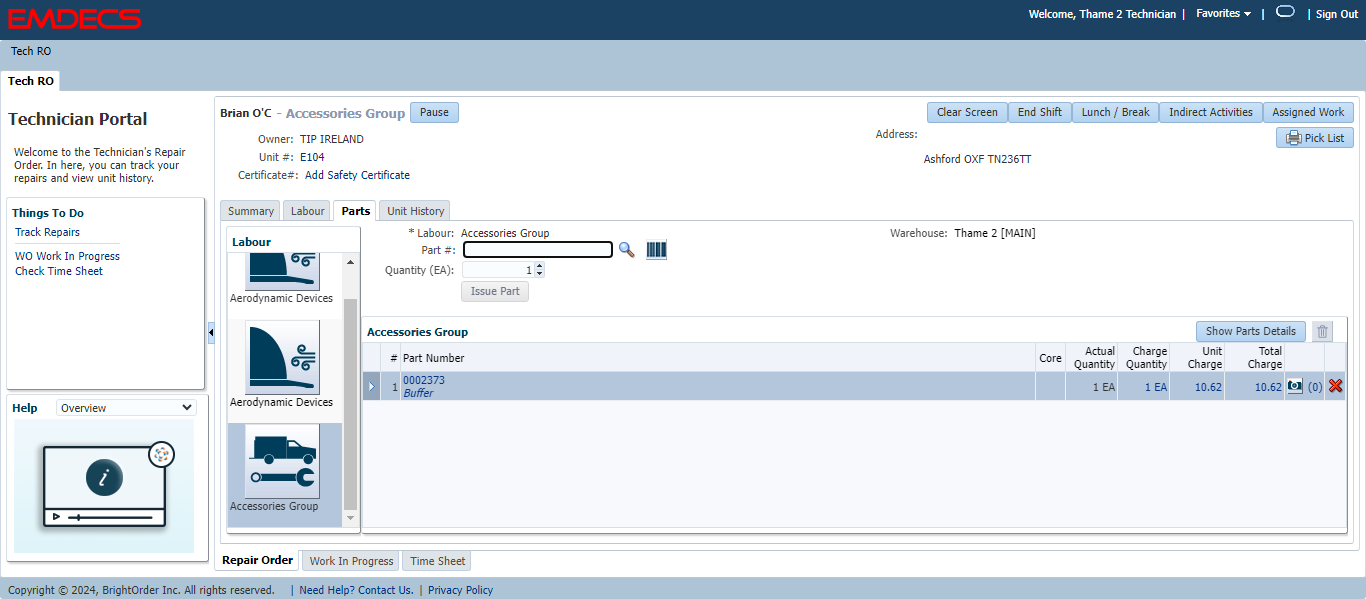 EMDECS
Welcome, Thame 2 Technician | Favorites | | Sign Out
Tech RO
Tech RO
Technician Portal
Welcome to the Technician's Repair
Order. In here, you can track your
repairs and view unit history.
Things To Do
Track Repairs
WO Work In Progress
Check Time Sheet
Help Overview
i
Brian O'C - Accessories Group Pause
Clear Screen End Shift Lunch / Break Indirect Activities Assigned Work
Pick List
Owner: TIP IRELAND
Unit #: E104
Certificate#: Add Safety Certificate
Address:
Ashford OXF TN236TT
Summary Labour Parts Unit History
Labour
Aerodynamic Devices
Aerodynamic Devices
Accessories Group
* Labour: Accessories Group
Part #:
Quantity (EA): 1
Issue Part
Warehouse: Thame 2 [MAIN]
Accessories Group Show Parts Details
# Part Number Core Actual Quantity Charge Quantity Unit Charge Total Charge
1 0002373 1 EA 1 EA 10.62 10.62 (0)
Buffer
Repair Order Work In Progress Time Sheet
Copyright © 2024, BrightOrder Inc. All rights reserved. | Need Help? Contact Us. | Privacy Policy